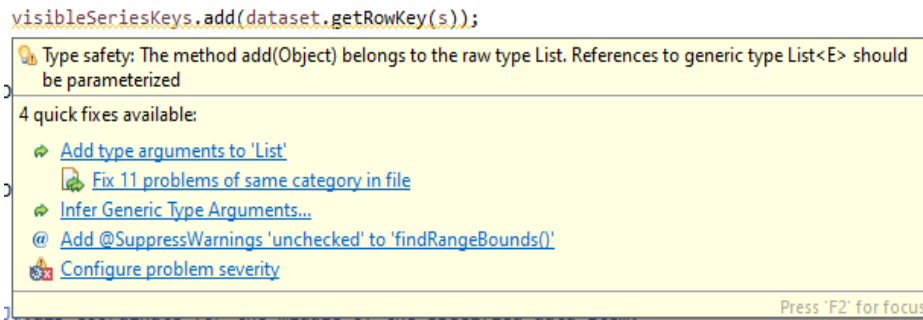 visibleSeriesKeys.add(dataset.getRowKey(s));
Type safety: The method add(Object) belongs to the raw type List. References to generic type List<E> should
be parameterized
4 quick fixes available:
Add type arguments to 'List'
Fix 11 problems of same category in file
Infer Generic Type Arguments...
@ Add @SuppressWarnings 'unchecked' to 'findRangeBounds()'
Configure problem severity
Press 'F2' for focus